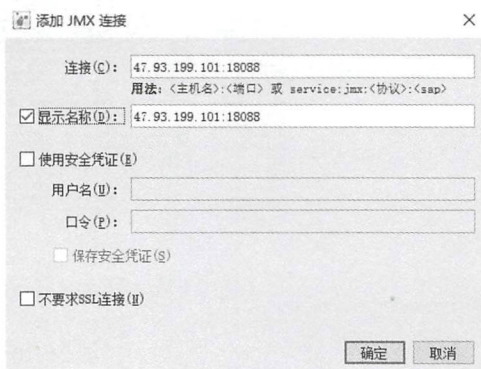 添加 JMX 连接
连接(C): 47.93.199.101:18088
用法: <主机名>:<端口> 或 service:jmx:<协议>:<sap>
显示名称(D): 47.93.199.101:18088
使用安全凭证(E)
用户名(U):
口令(P):
保存安全凭证(S)
不要求SSL连接(N)
确定 取消